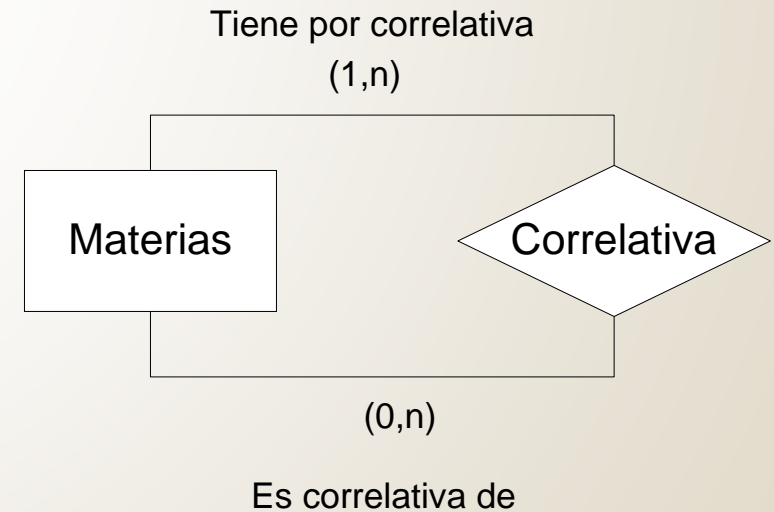 Tiene por correlativa
(1,n)
Materias
Correlativa
(0,n)
Es correlativa de